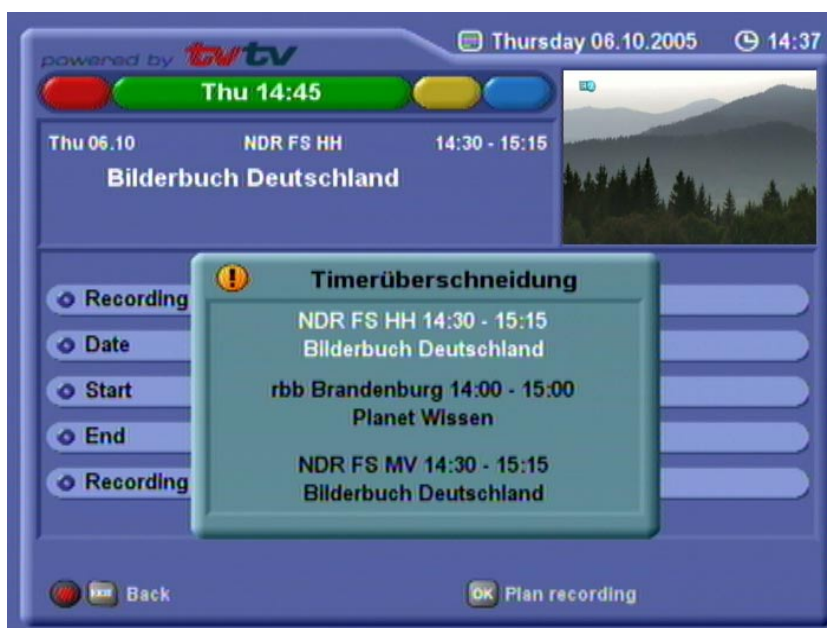 powered by tvtv
Thursday 06.10.2005 14:37
Thu 14:45
Thu 06.10 NDR FS HH 14:30 - 15:15
Bilderbuch Deutschland
Timerüberschneidung
Recording
NDR FS HH 14:30 - 15:15
Date
Bilderbuch Deutschland
Start
rbb Brandenburg 14:00 - 15:00
Planet Wissen
End
NDR FS MV 14:30 - 15:15
Recording
Bilderbuch Deutschland
EXIT Back
OK Plan recording